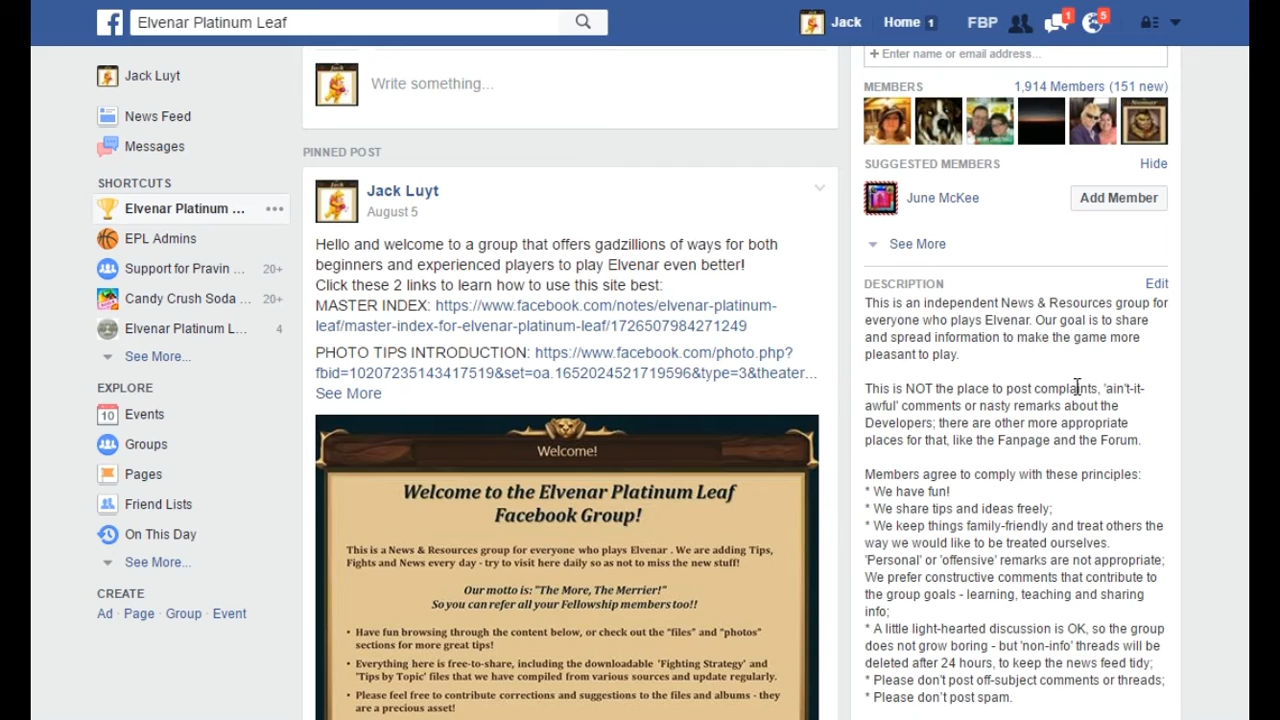 Elvenar Platinum Leaf
Jack
Home 1
FBP
1
5
Jack Luyt
News Feed
Messages
SHORTCUTS
Elvenar Platinum ...
EPL Admins
Support for Pravin ... 20+
Candy Crush Soda ... 20+
Elvenar Platinum L... 4
See More...
EXPLORE
10 Events
Groups
Pages
Friend Lists
On This Day
See More...
CREATE
Ad · Page · Group · Event
Write something...
PINNED POST
Jack Luyt
August 5
Hello and welcome to a group that offers gadzillions of ways for both
beginners and experienced players to play Elvenar even better!
Click these 2 links to learn how to use this site best:
MASTER INDEX: https://www.facebook.com/notes/elvenar-platinum-
leaf/master-index-for-elvenar-platinum-leaf/1726507984271249
PHOTO TIPS INTRODUCTION: https://www.facebook.com/photo.php?
fbid=10207235143417519&set=oa.1652024521719596&type=3&theater...
See More
Welcome!
Welcome to the Elvenar Platinum Leaf
Facebook Group!
This is a News & Resources group for everyone who plays Elvenar . We are adding Tips,
Fights and News every day - try to visit here daily so as not to miss the new stuff!
Our motto is: "The More, The Merrier!"
So you can refer all your Fellowship members too!!
• Have fun browsing through the content below, or check out the "files" and "photos"
sections for more great tips!
• Everything here is free-to-share, including the downloadable 'Fighting Strategy' and
'Tips by Topic' files that we have compiled from various sources and update regularly.
• Please feel free to contribute corrections and suggestions to the files and albums - they
are a precious asset!
+ Enter name or email address...
MEMBERS
1,914 Members (151 new)
SUGGESTED MEMBERS
Hide
June McKee
Add Member
See More
DESCRIPTION
Edit
This is an independent News & Resources group for
everyone who plays Elvenar. Our goal is to share
and spread information to make the game more
pleasant to play.
This is NOT the place to post complaints, 'ain't-it-
awful' comments or nasty remarks about the
Developers; there are other more appropriate
places for that, like the Fanpage and the Forum.
Members agree to comply with these principles:
* We have fun!
* We share tips and ideas freely;
* We keep things family-friendly and treat others the
way we would like to be treated ourselves.
'Personal' or 'offensive' remarks are not appropriate;
We prefer constructive comments that contribute to
the group goals - learning, teaching and sharing
info;
* A little light-hearted discussion is OK, so the group
does not grow boring - but 'non-info' threads will be
deleted after 24 hours, to keep the news feed tidy;
* Please don't post off-subject comments or threads;
* Please don't post spam.